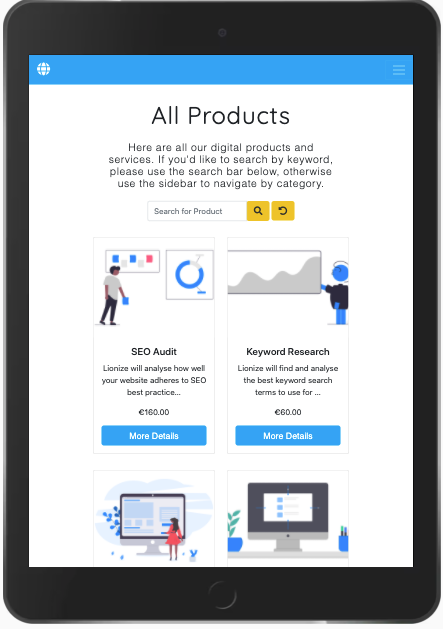 All Products
Here are all our digital products and
services. If you'd like to search by keyword,
please use the search bar below, otherwise
use the sidebar to navigate by category.
Search for Product
SEO Audit
Lionize will analyse how well
your website adheres to SEO
best practice...
€160.00
More Details
Keyword Research
Lionize will find and analyse
the best keyword search
terms to use for ...
€60.00
More Details